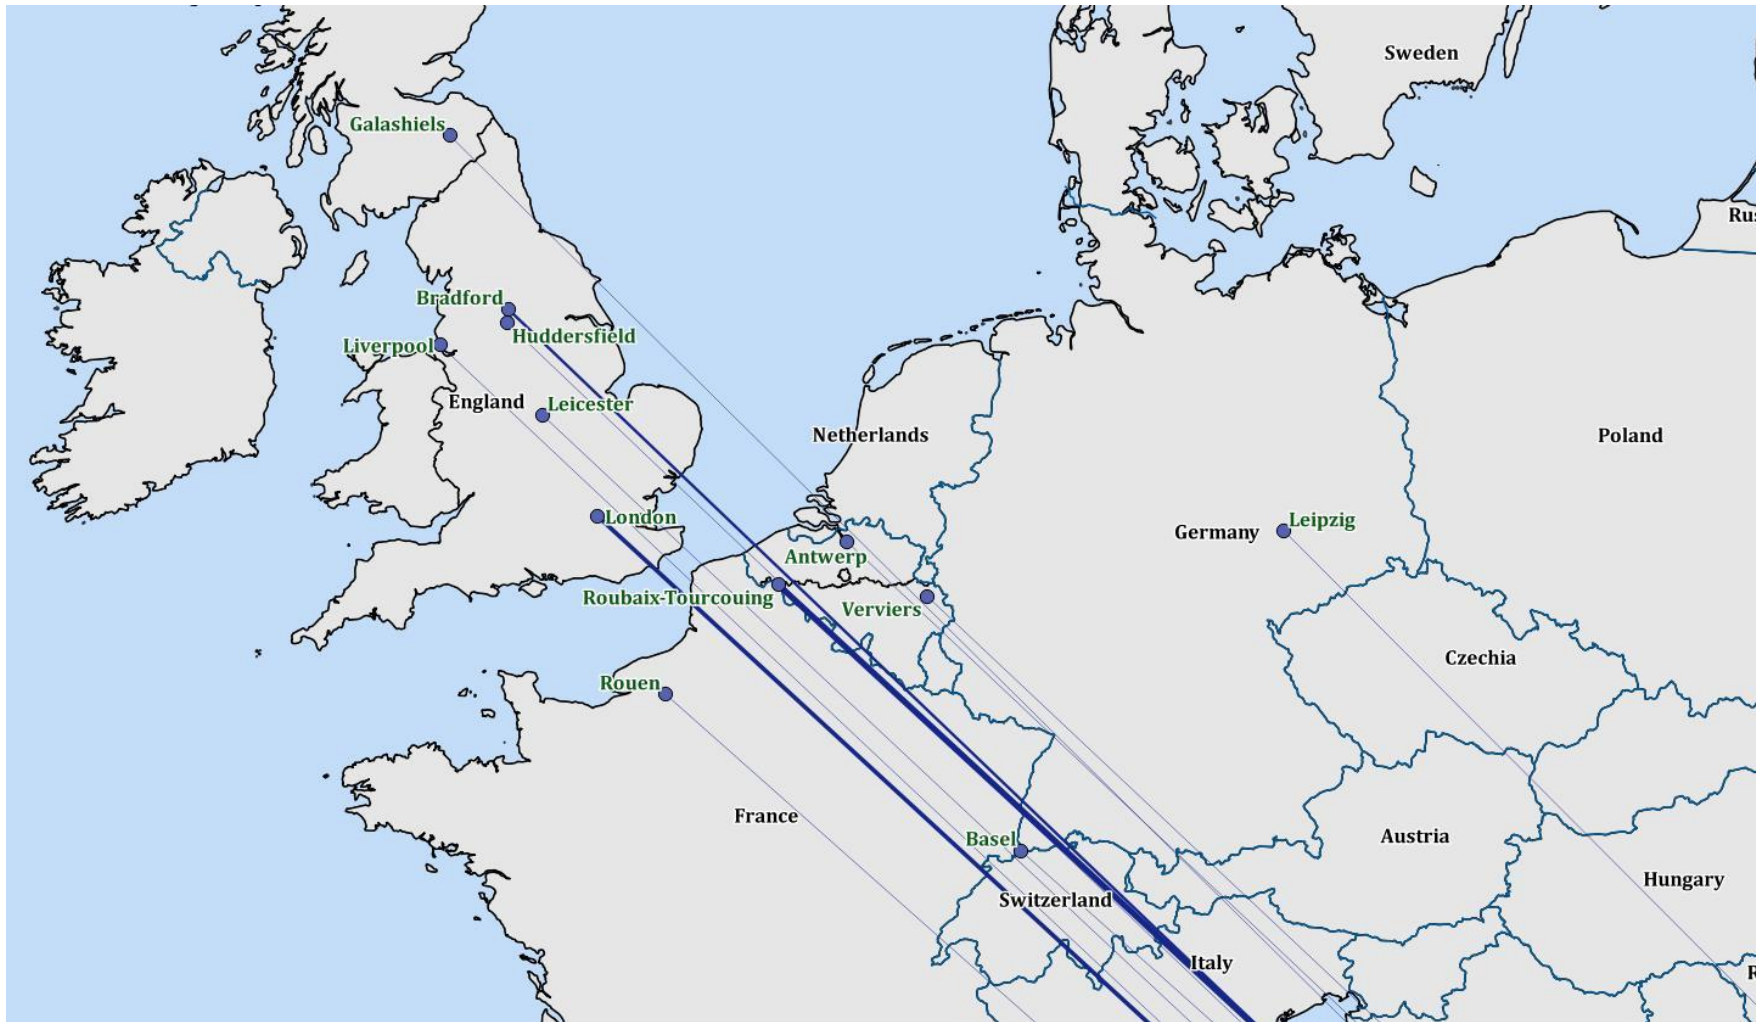 Sweden
Galashiels
Rus
Bradford
Huddersfield
Liverpool
England
Leicester
Netherlands
Poland
London
Leipzig
Germany
Antwerp
Roubaix-Tourcouing
Verviers
Czechia
Rouen
France
Basel
Austria
Hungary
Switzerland
Italy
R